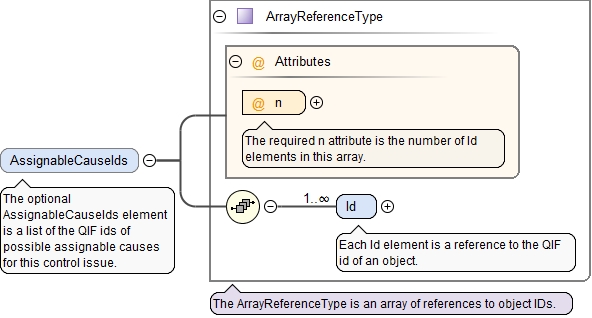 ArrayReferenceType
@ Attributes
@ n
The required n attribute is the number of Id
elements in this array.
AssignableCauseIds
The optional
AssignableCauseIds element
is a list of the QIF ids of
possible assignable causes
for this control issue.
1..∞
Id
Each Id element is a reference to the QIF
id of an object.
The ArrayReferenceType is an array of references to object IDs.